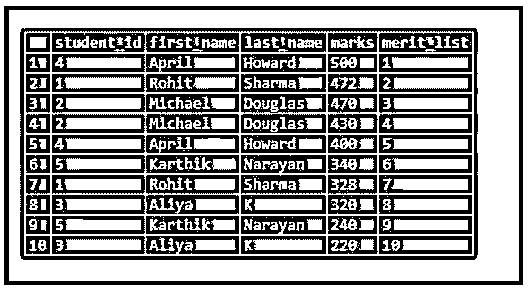 student_id first_name last_name marks merit_list
1 4 April Howard 500 1
2 1 Rohit Sharma 472 2
3 2 Michael Douglas 470 3
4 2 Michael Douglas 430 4
5 4 April Howard 400 5
6 5 Karthik Narayan 340 6
7 1 Rohit Sharma 328 7
8 3 Aliya K 320 8
9 5 Karthik Narayan 240 9
10 3 Aliya K 220 10